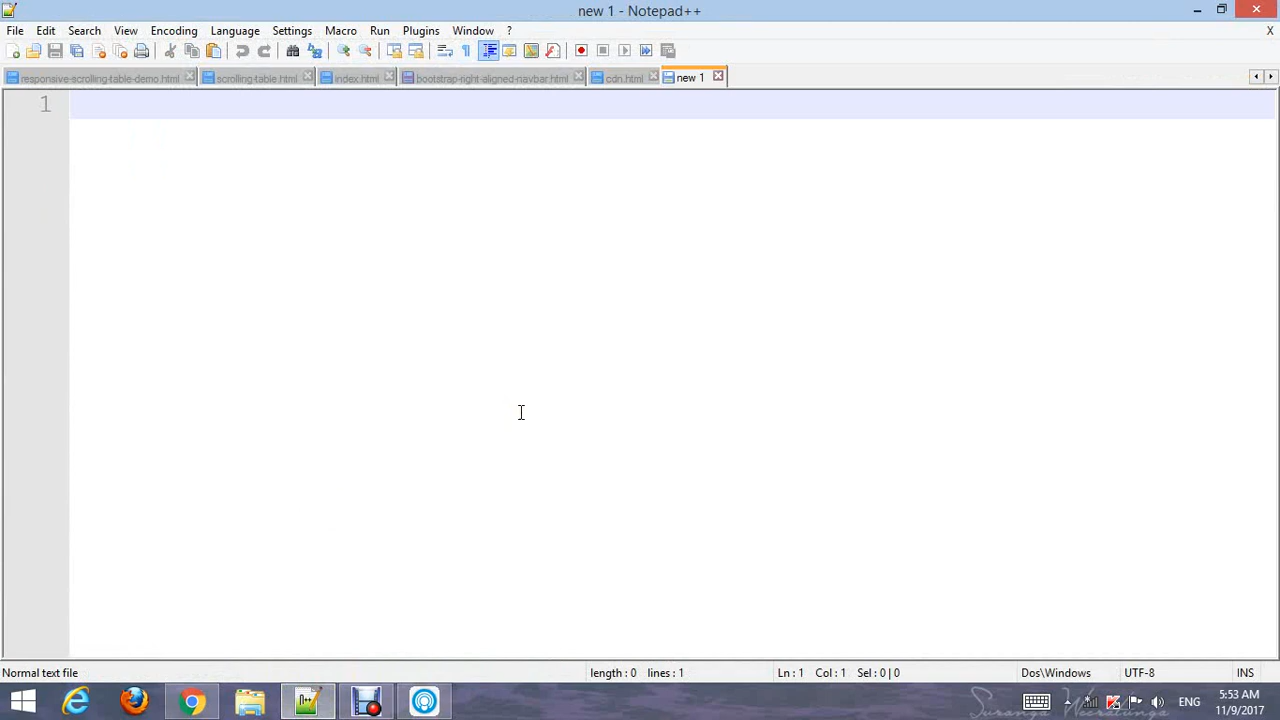 new 1 - Notepad++
File Edit Search View Encoding Language Settings Macro Run Plugins Window ? X
responsive-scrolling-table-demo.html scrolling-table.html index.html bootstrap-right-aligned-navbar.html cdn.html new 1
1
Normal text file length : 0 lines : 1 Ln : 1 Col : 1 Sel : 0 | 0 Dos\Windows UTF-8 INS
Suranga Weeratunga
ENG
5:53 AM
11/9/2017